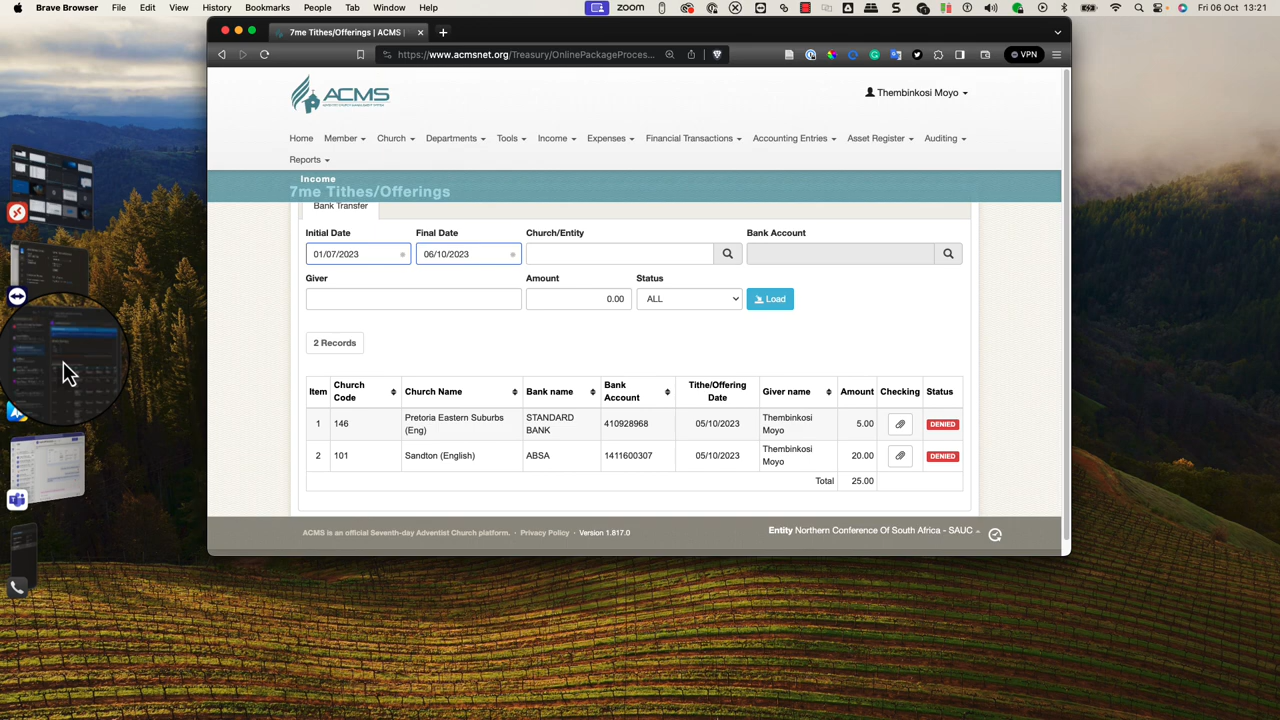 Brave Browser File Edit View History Bookmarks People Tab Window Help ZOOM Fri 06 Oct 13:21
7me Tithes/Offerings | ACMS |
https://www.acmsnet.org/Treasury/OnlinePackageProces... VPN
ACMS
Thembinkosi Moyo
Home Member Church Departments Tools Income Expenses Financial Transactions Accounting Entries Asset Register Auditing
Reports
Income
7me Tithes/Offerings
Bank Transfer
Initial Date Final Date Church/Entity Bank Account
01/07/2023 06/10/2023
Giver Amount Status
0.00 ALL Load
2 Records
Item Church Code Church Name Bank name Bank Account Tithe/Offering Date Giver name Amount Checking Status
1 146 Pretoria Eastern Suburbs (Eng) STANDARD BANK 410928968 05/10/2023 Thembinkosi Moyo 5.00 DENIED
2 101 Sandton (English) ABSA 1411600307 05/10/2023 Thembinkosi Moyo 20.00 DENIED
Total 25.00
ACMS is an official Seventh-day Adventist Church platform. · Privacy Policy · Version 1.817.0 Entity Northern Conference Of South Africa - SAUC